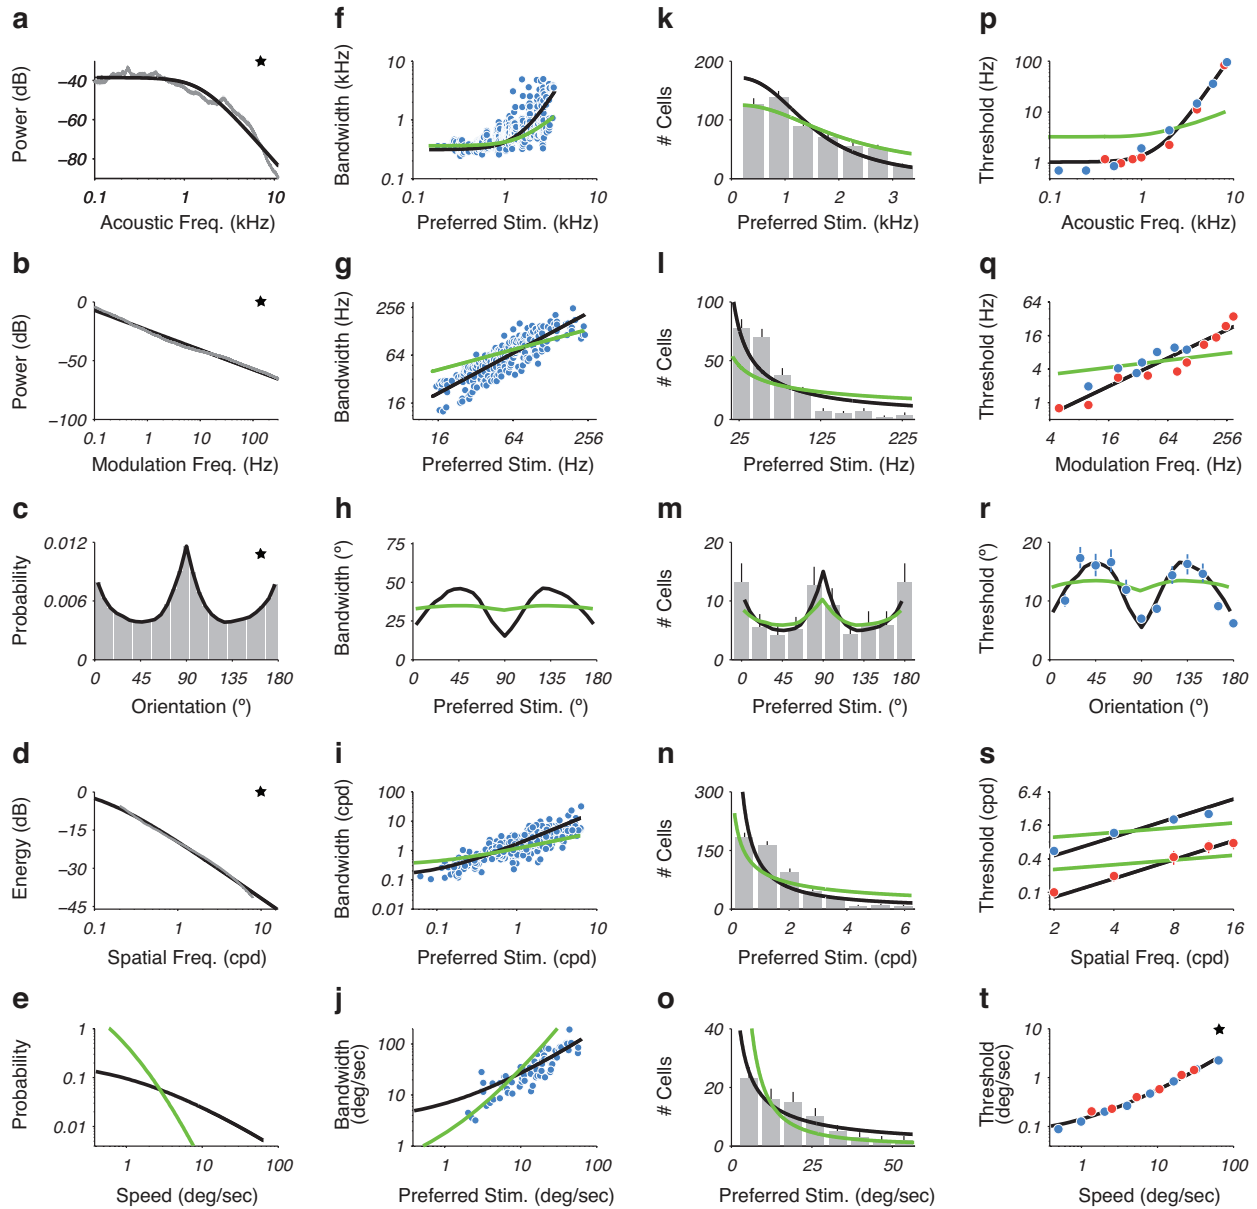 a
Power (dB)
−40
−60
−80
0.1
1
10
Acoustic Freq. (kHz)
f
Bandwidth (kHz)
10
1
0.1
1
10
Preferred Stim. (kHz)
k
# Cells
200
100
0
0
1
2
3
Preferred Stim. (kHz)
p
Threshold (Hz)
100
10
1
0.1
1
10
Acoustic Freq. (kHz)
b
Power (dB)
0
−50
−100
0.1
1
10
100
Modulation Freq. (Hz)
g
Bandwidth (Hz)
256
64
16
16
64
256
Preferred Stim. (Hz)
l
# Cells
100
50
0
25
125
225
Preferred Stim. (Hz)
q
Threshold (Hz)
64
16
4
1
4
16
64
256
Modulation Freq. (Hz)
c
Probability
0.012
0.006
0
0
45
90
135
180
Orientation (º)
h
Bandwidth (º)
75
50
25
0
0
45
90
135
180
Preferred Stim. (º)
m
# Cells
20
10
0
0
45
90
135
180
Preferred Stim. (º)
r
Threshold (º)
20
10
0
0
45
90
135
180
Orientation (º)
d
Energy (dB)
0
−15
−30
−45
0.1
1
10
Spatial Freq. (cpd)
i
Bandwidth (cpd)
100
10
1
0.1
0.01
0.1
1
10
Preferred Stim. (cpd)
n
# Cells
300
150
0
0
2
4
6
Preferred Stim. (cpd)
s
Threshold (cpd)
6.4
1.6
0.4
0.1
2
4
8
16
Spatial Freq. (cpd)
e
Probability
1
0.1
0.01
1
10
100
Speed (deg/sec)
j
Bandwidth
(deg/sec)
100
10
1
1
10
100
Preferred Stim. (deg/sec)
o
# Cells
40
20
0
0
25
50
Preferred Stim. (deg/sec)
t
Threshold
(deg/sec)
10
1
0.1
1
10
100
Speed (deg/sec)